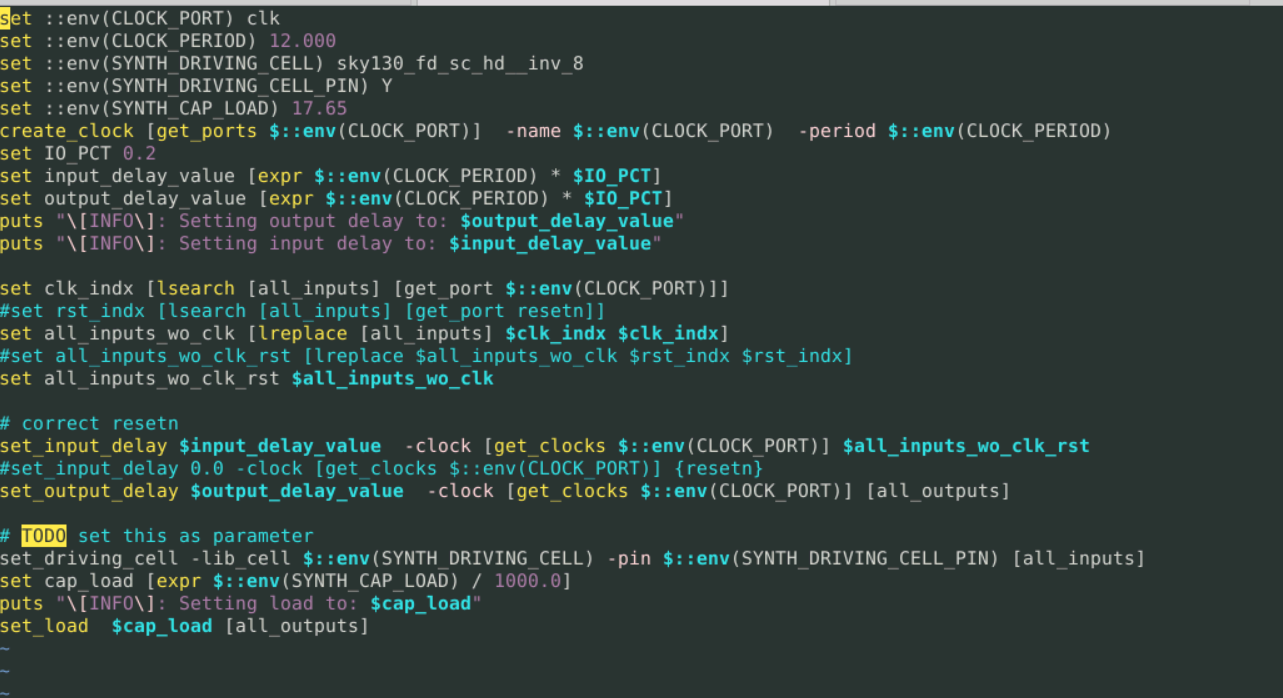 set ::env(CLOCK_PORT) clk
set ::env(CLOCK_PERIOD) 12.000
set ::env(SYNTH_DRIVING_CELL) sky130_fd_sc_hd__inv_8
set ::env(SYNTH_DRIVING_CELL_PIN) Y
set ::env(SYNTH_CAP_LOAD) 17.65
create_clock [get_ports $::env(CLOCK_PORT)]  -name $::env(CLOCK_PORT)  -period $::env(CLOCK_PERIOD)
set IO_PCT 0.2
set input_delay_value [expr $::env(CLOCK_PERIOD) * $IO_PCT]
set output_delay_value [expr $::env(CLOCK_PERIOD) * $IO_PCT]
puts "\[INFO\]: Setting output delay to: $output_delay_value"
puts "\[INFO\]: Setting input delay to: $input_delay_value"

set clk_indx [lsearch [all_inputs] [get_port $::env(CLOCK_PORT)]]
#set rst_indx [lsearch [all_inputs] [get_port resetn]]
set all_inputs_wo_clk [lreplace [all_inputs] $clk_indx $clk_indx]
#set all_inputs_wo_clk_rst [lreplace $all_inputs_wo_clk $rst_indx $rst_indx]
set all_inputs_wo_clk_rst $all_inputs_wo_clk

# correct resetn
set_input_delay $input_delay_value  -clock [get_clocks $::env(CLOCK_PORT)] $all_inputs_wo_clk_rst
#set_input_delay 0.0 -clock [get_clocks $::env(CLOCK_PORT)] {resetn}
set_output_delay $output_delay_value  -clock [get_clocks $::env(CLOCK_PORT)] [all_outputs]

# TODO set this as parameter
set_driving_cell -lib_cell $::env(SYNTH_DRIVING_CELL) -pin $::env(SYNTH_DRIVING_CELL_PIN) [all_inputs]
set cap_load [expr $::env(SYNTH_CAP_LOAD) / 1000.0]
puts "\[INFO\]: Setting load to: $cap_load"
set_load  $cap_load [all_outputs]
~
~
~